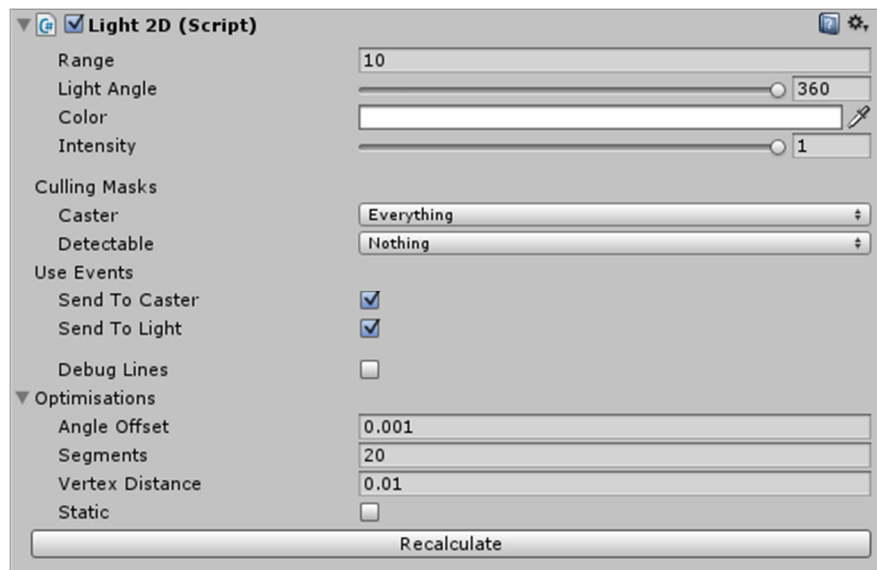 Light 2D (Script)
Range 10
Light Angle 360
Color
Intensity 1
Culling Masks
Caster Everything
Detectable Nothing
Use Events
Send To Caster
Send To Light
Debug Lines
Optimisations
Angle Offset 0.001
Segments 20
Vertex Distance 0.01
Static
Recalculate